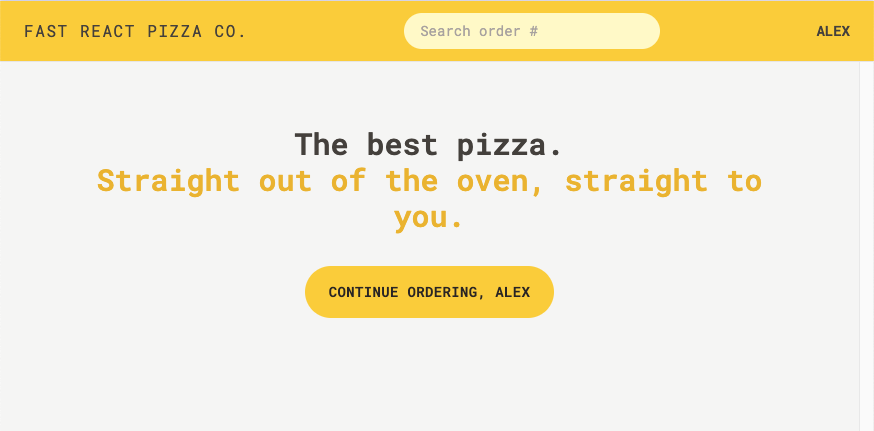 FAST REACT PIZZA CO.
Search order #
ALEX
The best pizza.
Straight out of the oven, straight to
you.
CONTINUE ORDERING, ALEX